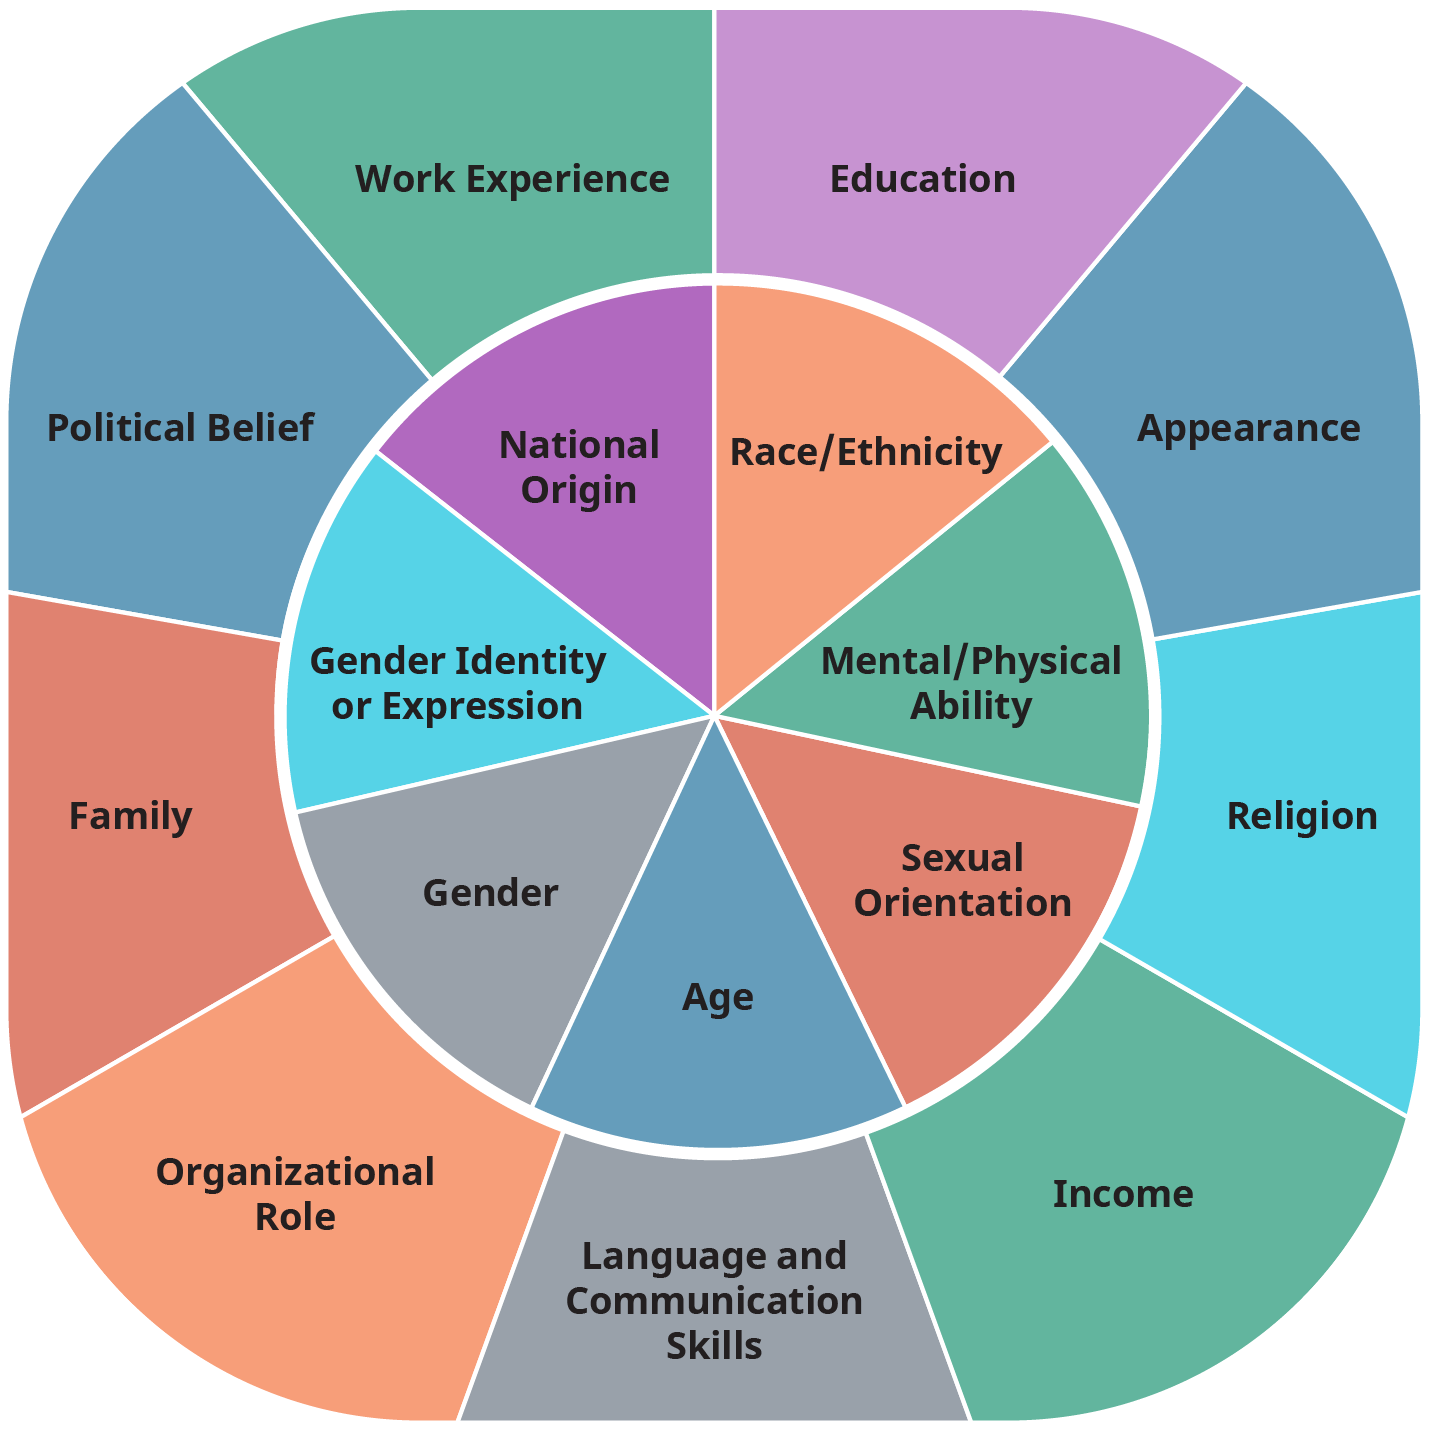 Work Experience
Education
Political Belief
Appearance
National
Origin
Race/Ethnicity
Gender Identity
or Expression
Mental/Physical
Ability
Family
Religion
Gender
Sexual
Orientation
Age
Organizational
Role
Income
Language and
Communication
Skills